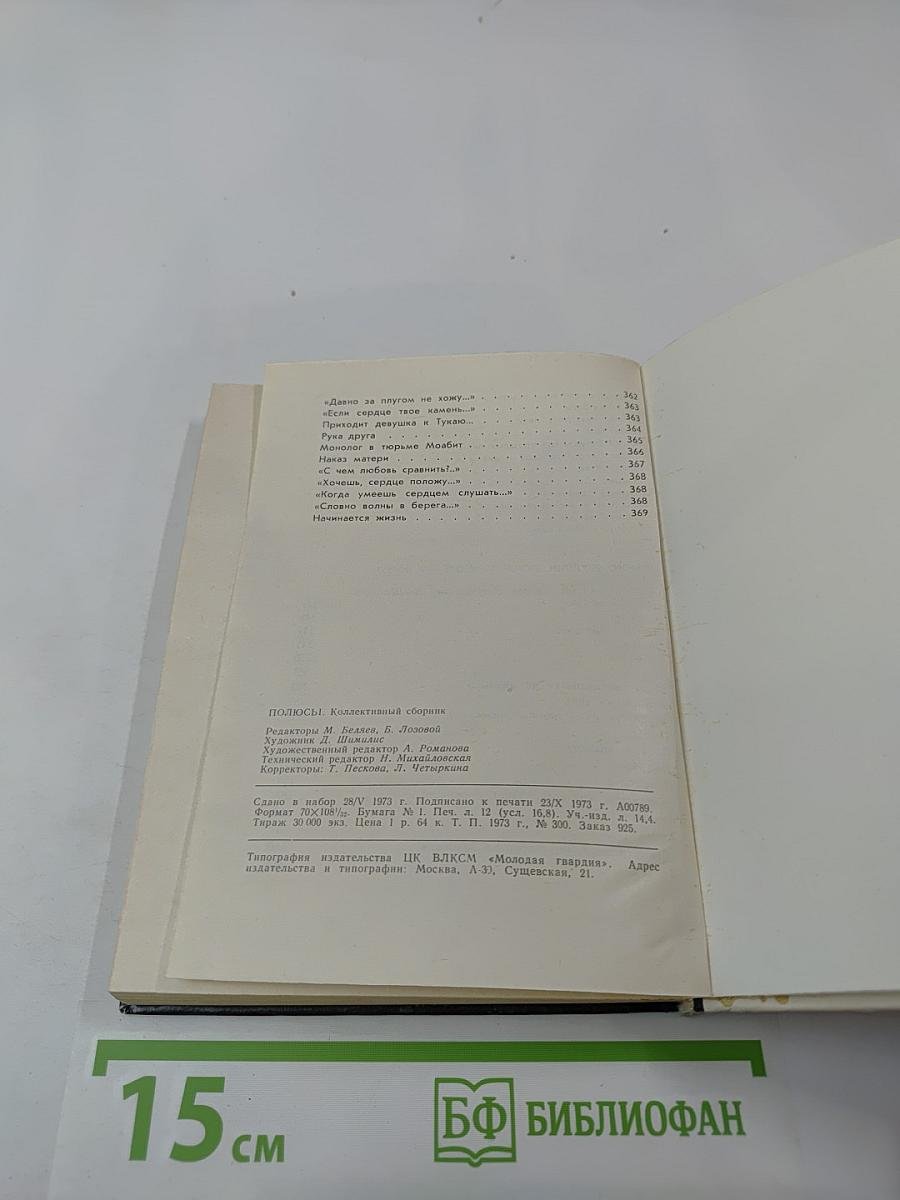 «Давно за плугом не хожу...» . . . . . . . . . . . 362
«Если сердце твое камень...» . . . . . . . . . . . 363
Приходит девушка к Тукаю... . . . . . . . . . . . 363
Рука друга . . . . . . . . . . . . . . . . . . 364
Монолог в тюрьме Моабит . . . . . . . . . . . . 365
Наказ матери . . . . . . . . . . . . . . . . . 366
«С чем любовь сравнить?..» . . . . . . . . . . . . 367
«Хочешь, сердце положу...» . . . . . . . . . . . . 368
«Когда умеешь сердцем слушать...» . . . . . . . . 368
«Словно волны в берега...» . . . . . . . . . . . . 368
Начинается жизнь . . . . . . . . . . . . . . . . 369
ПОЛЮСЫ. Коллективный сборник
Редакторы М. Беляев, Б. Лозовой
Художник Д. Шимилис
Художественный редактор А. Романова
Технический редактор Н. Михайловская
Корректоры: Т. Пескова, Л. Четыркина
Сдано в набор 28/V 1973 г. Подписано к печати 23/X 1973 г. А00789.
Формат 70×108¹/₃₂. Бумага № 1. Печ. л. 12 (усл. 16,8). Уч.-изд. л. 14,4.
Тираж 30 000 экз. Цена 1 р. 64 к. Т. П. 1973 г., № 300. Заказ 925.
Типография издательства ЦК ВЛКСМ «Молодая гвардия». Адрес
издательства и типографии: Москва, А-30, Сущевская, 21.
15 см
БФ БИБЛИОФАН